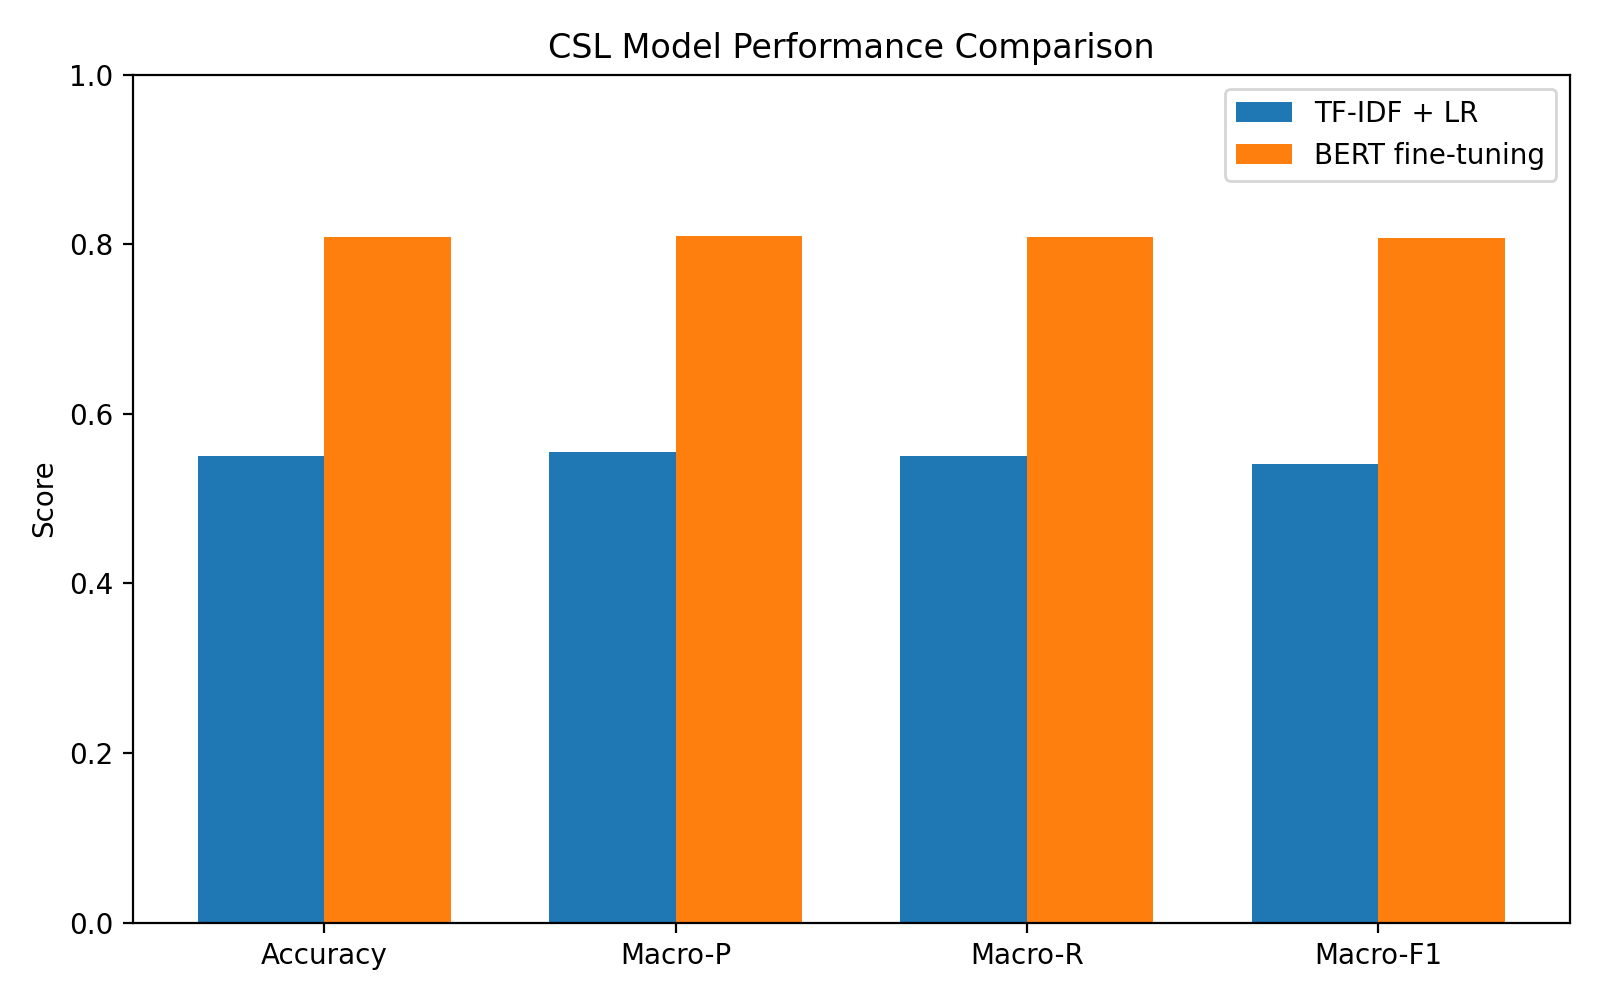 CSL Model Performance Comparison
TF-IDF + LR
BERT fine-tuning
Score
1.0
0.8
0.6
0.4
0.2
0.0
Accuracy
Macro-P
Macro-R
Macro-F1